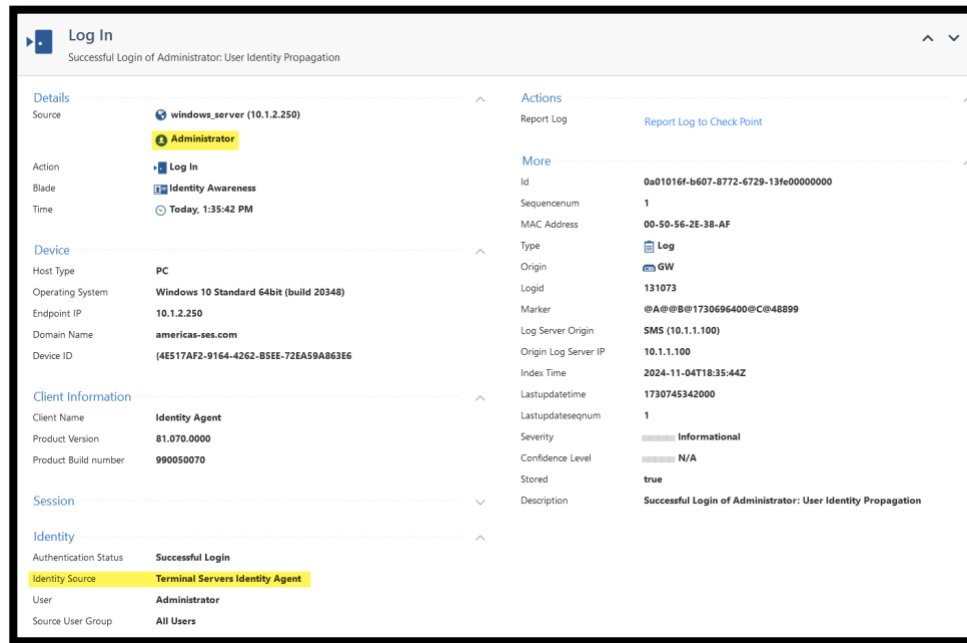 Log In
Successful Login of Administrator: User Identity Propagation
Details
Source windows_server (10.1.2.250)
Administrator
Action Log In
Blade Identity Awareness
Time Today, 1:35:42 PM
Device
Host Type PC
Operating System Windows 10 Standard 64bit (build 20348)
Endpoint IP 10.1.2.250
Domain Name americas-ses.com
Device ID (4E517AF2-9164-4262-B5EE-72EA59A863E6
Client Information
Client Name Identity Agent
Product Version 81.070.0000
Product Build number 990050070
Session
Identity
Authentication Status Successful Login
Identity Source Terminal Servers Identity Agent
User Administrator
Source User Group All Users
Actions
Report Log Report Log to Check Point
More
Id 0a01016f-b607-8772-6729-13fe00000000
Sequencenum 1
MAC Address 00-50-56-2E-38-AF
Type Log
Origin GW
Logid 131073
Marker @A@@B@1730696400@C@48899
Log Server Origin SMS (10.1.1.100)
Origin Log Server IP 10.1.1.100
Index Time 2024-11-04T18:35:44Z
Lastupdatetime 1730745342000
Lastupdateseqnum 1
Severity Informational
Confidence Level N/A
Stored true
Description Successful Login of Administrator: User Identity Propagation